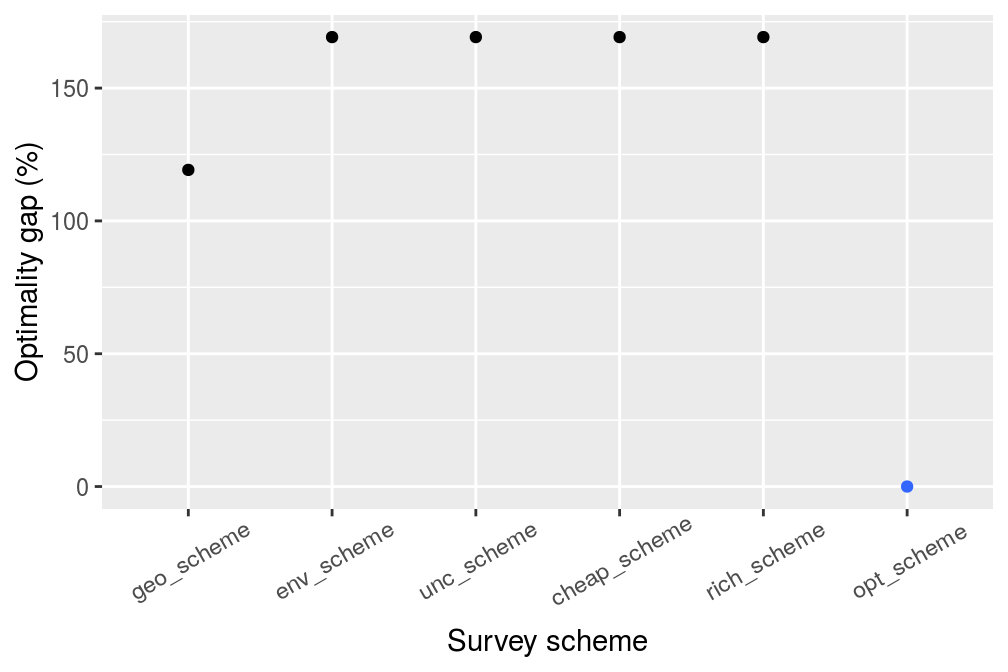 Optimality gap (%)
150
100
50
0
geo_scheme
env_scheme
unc_scheme
cheap_scheme
rich_scheme
opt_scheme
Survey scheme